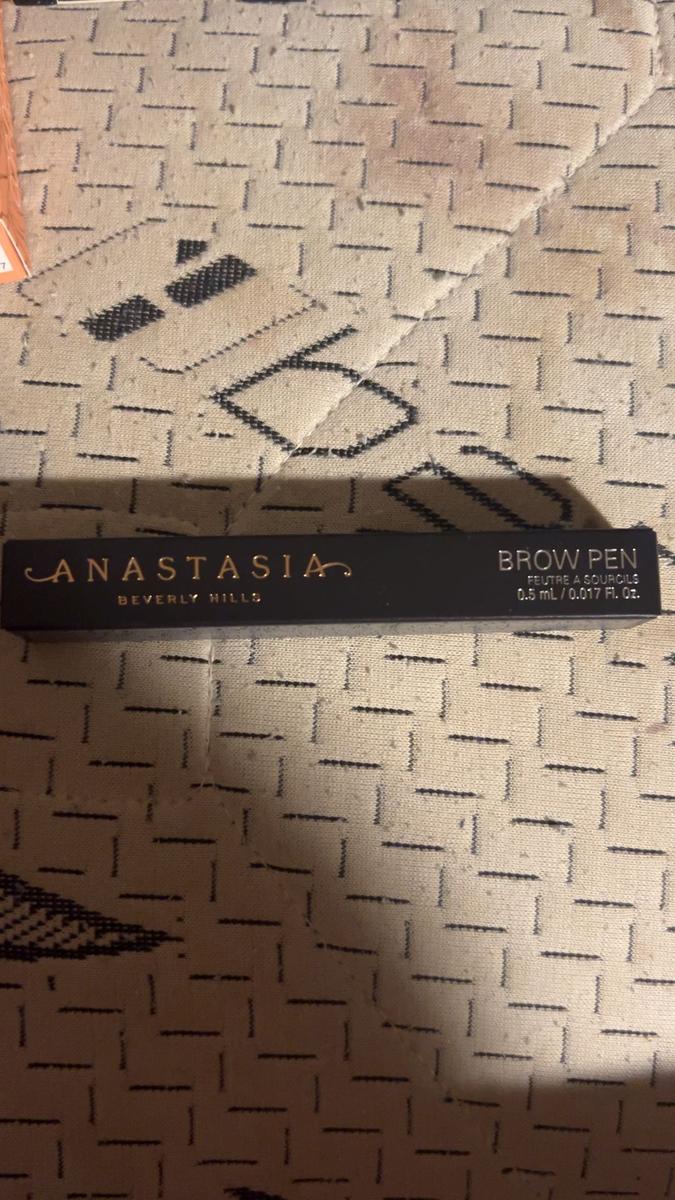 ANASTASIA
BEVERLY HILLS
BROW PEN
FEUTRE A SOURCILS
0.5 mL / 0.017 Fl. Oz.